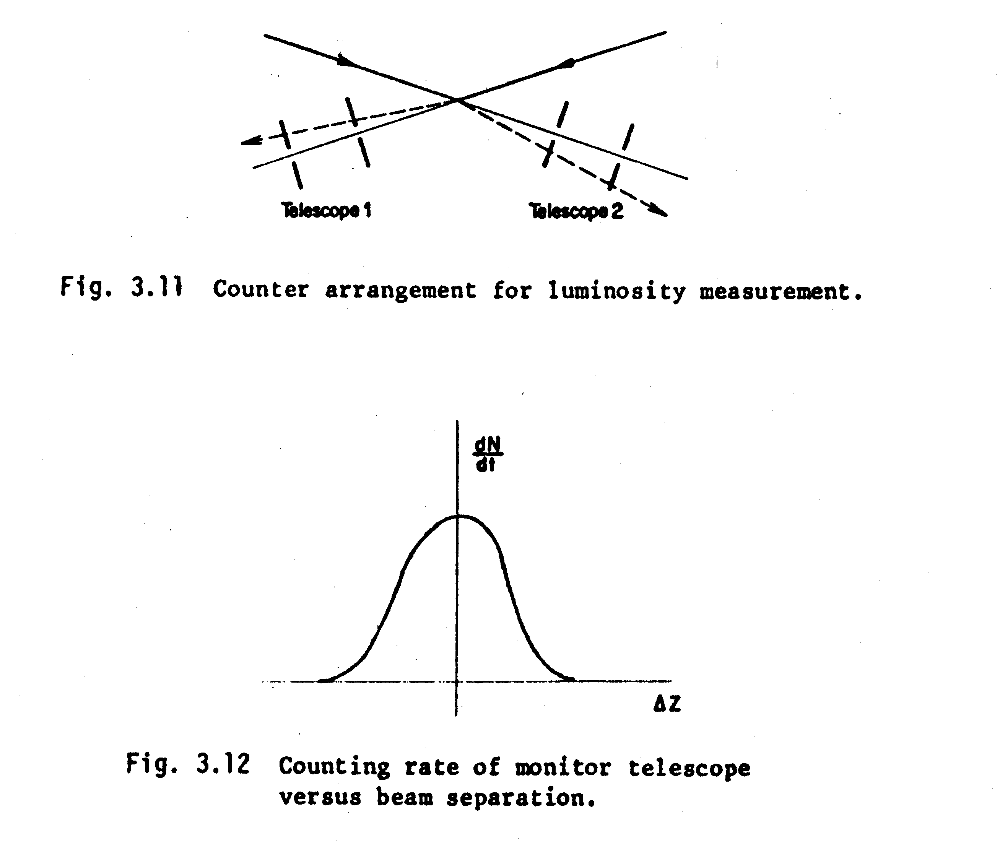 Telescope 1
Telescope 2
Fig. 3.11 Counter arrangement for luminosity measurement.
dN
dt
ΔZ
Fig. 3.12 Counting rate of monitor telescope
versus beam separation.